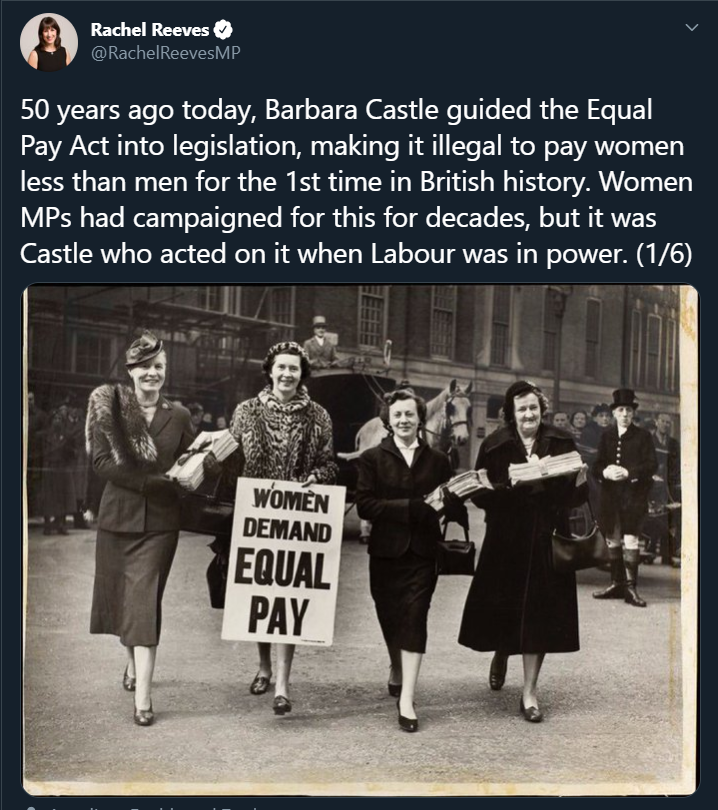 Rachel Reeves
@RachelReevesMP
50 years ago today, Barbara Castle guided the Equal
Pay Act into legislation, making it illegal to pay women
less than men for the 1st time in British history. Women
MPs had campaigned for this for decades, but it was
Castle who acted on it when Labour was in power. (1/6)
WOMEN
DEMAND
EQUAL
PAY